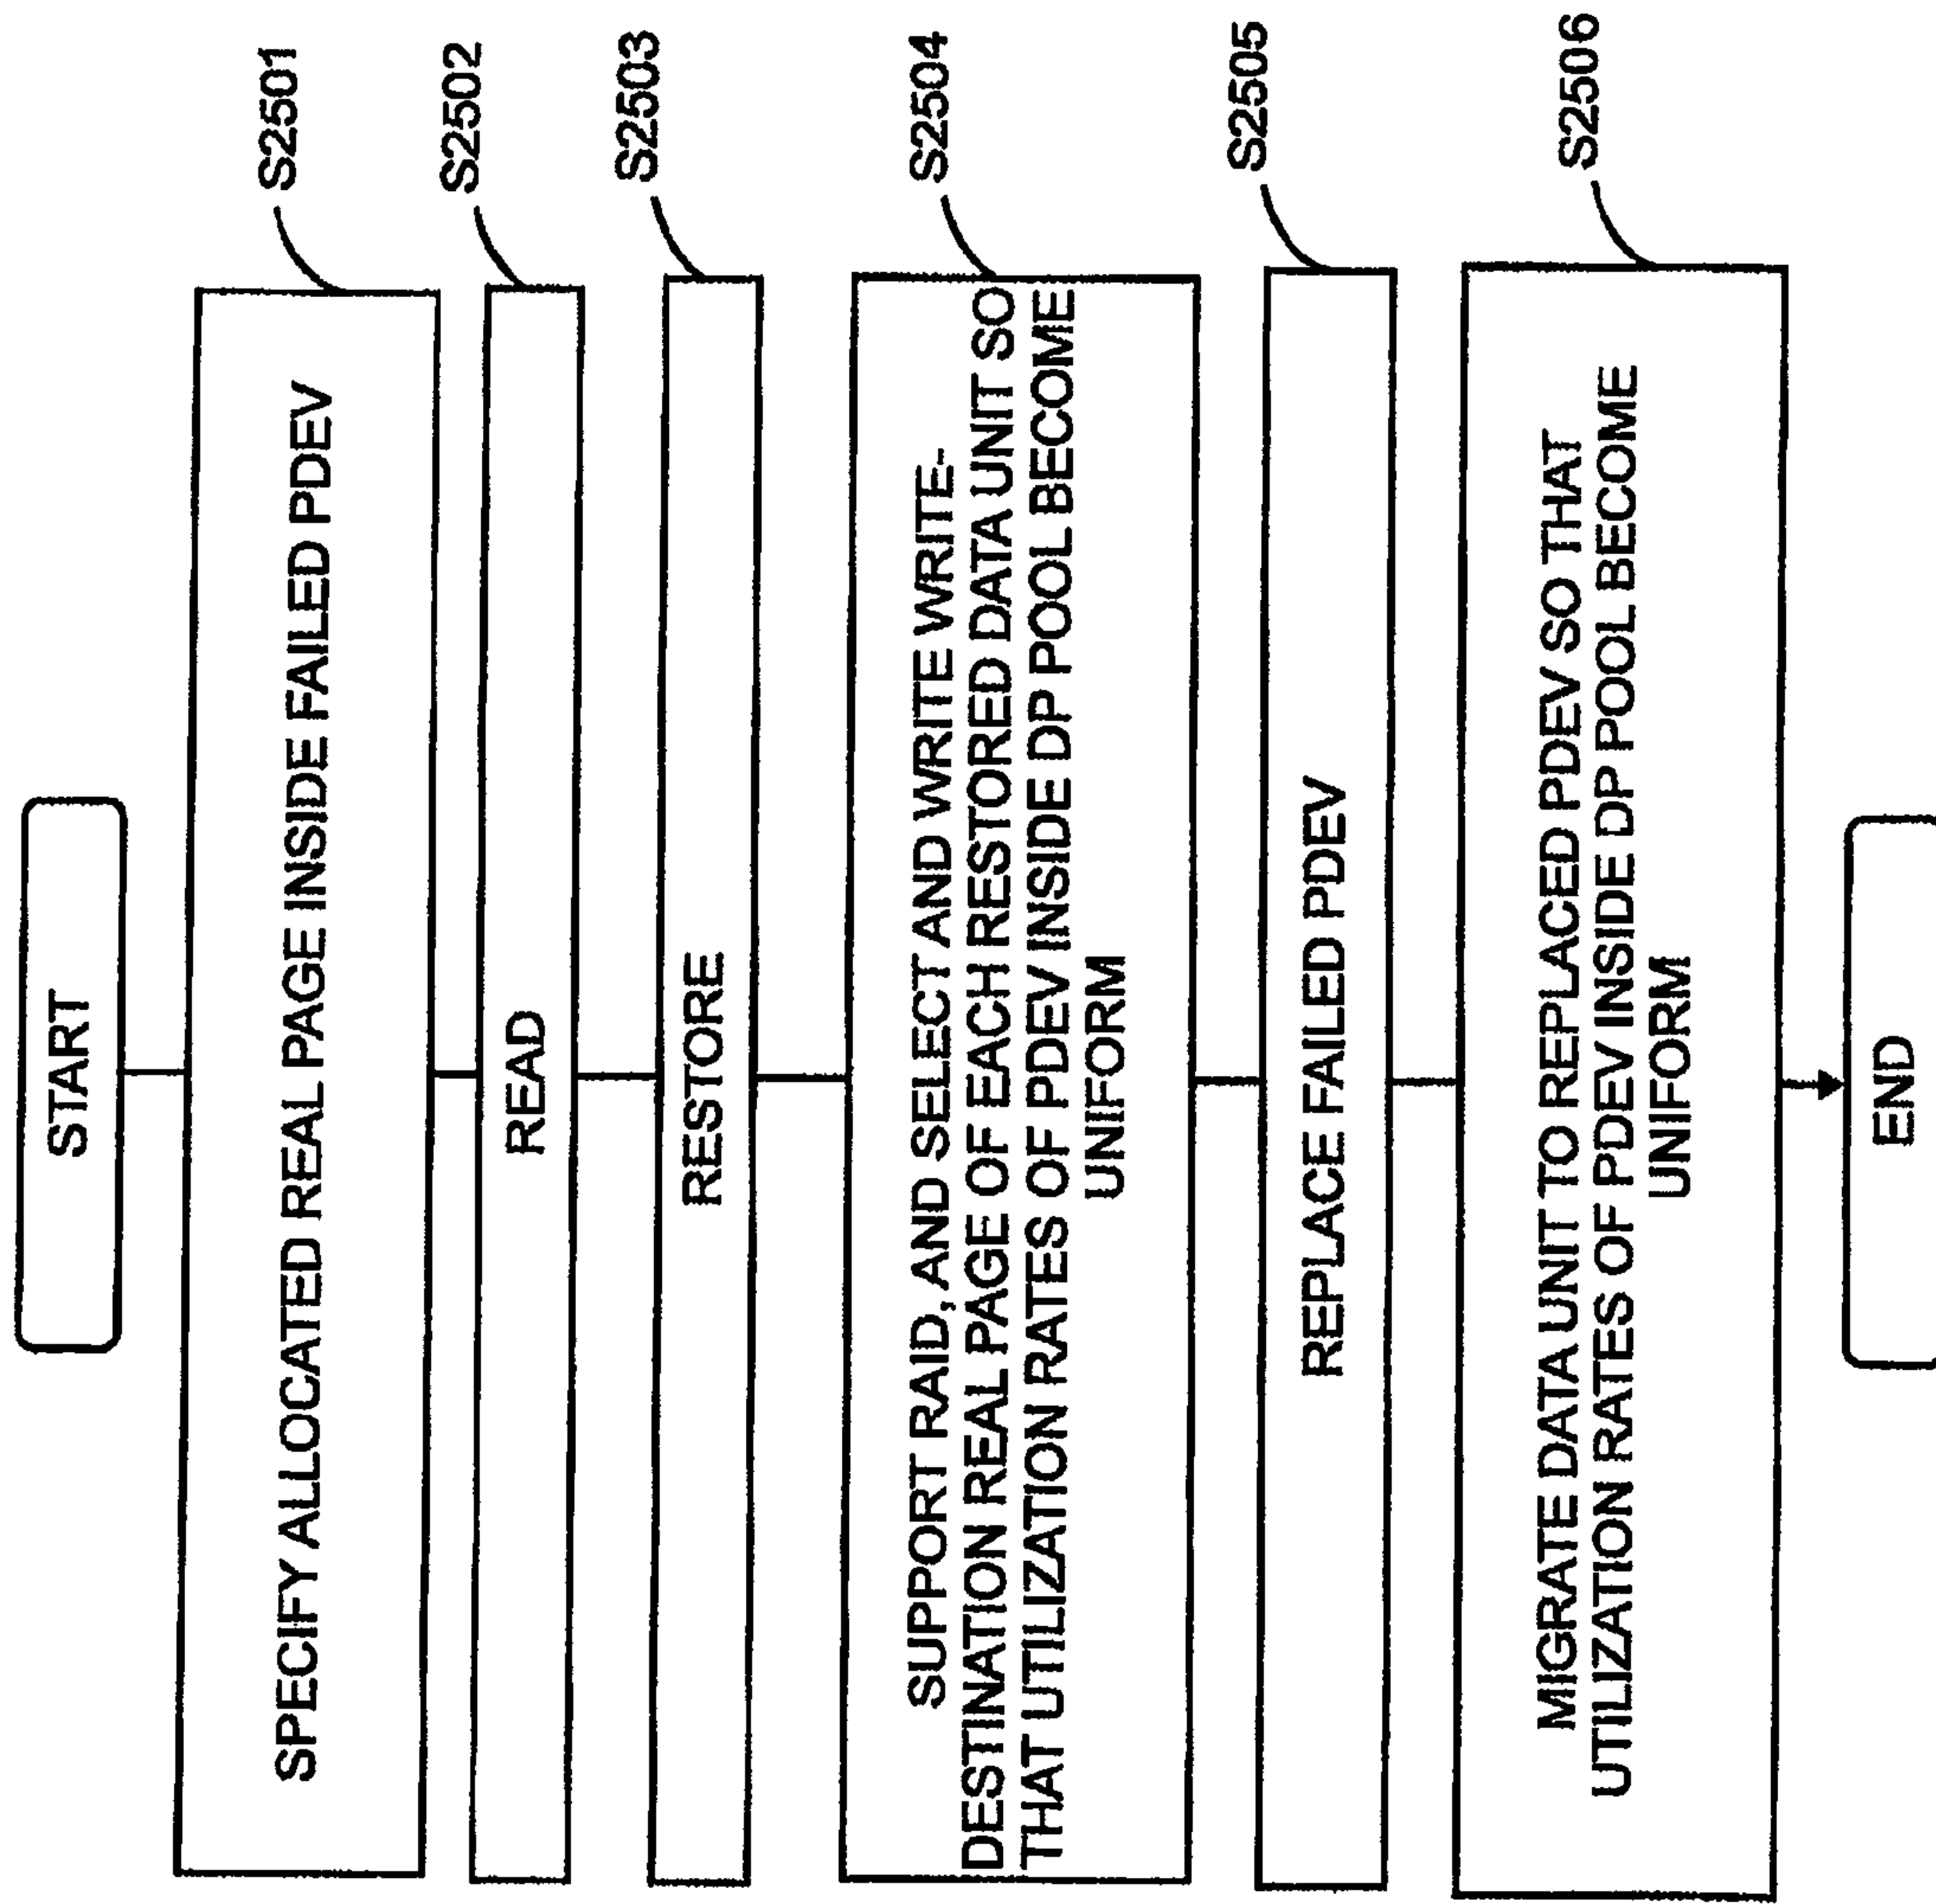 START
S2501
SPECIFY ALLOCATED REAL PAGE INSIDE FAILED PDEV
S2502
READ
S2503
RESTORE
S2504
SUPPORT RAID, AND SELECT AND WRITE WRITE-
DESTINATION REAL PAGE OF EACH RESTORED DATA UNIT SO
THAT UTILIZATION RATES OF PDEV INSIDE DP POOL BECOME
UNIFORM
S2505
REPLACE FAILED PDEV
S2506
MIGRATE DATA UNIT TO REPLACED PDEV SO THAT
UTILIZATION RATES OF PDEV INSIDE DP POOL BECOME
UNIFORM
END